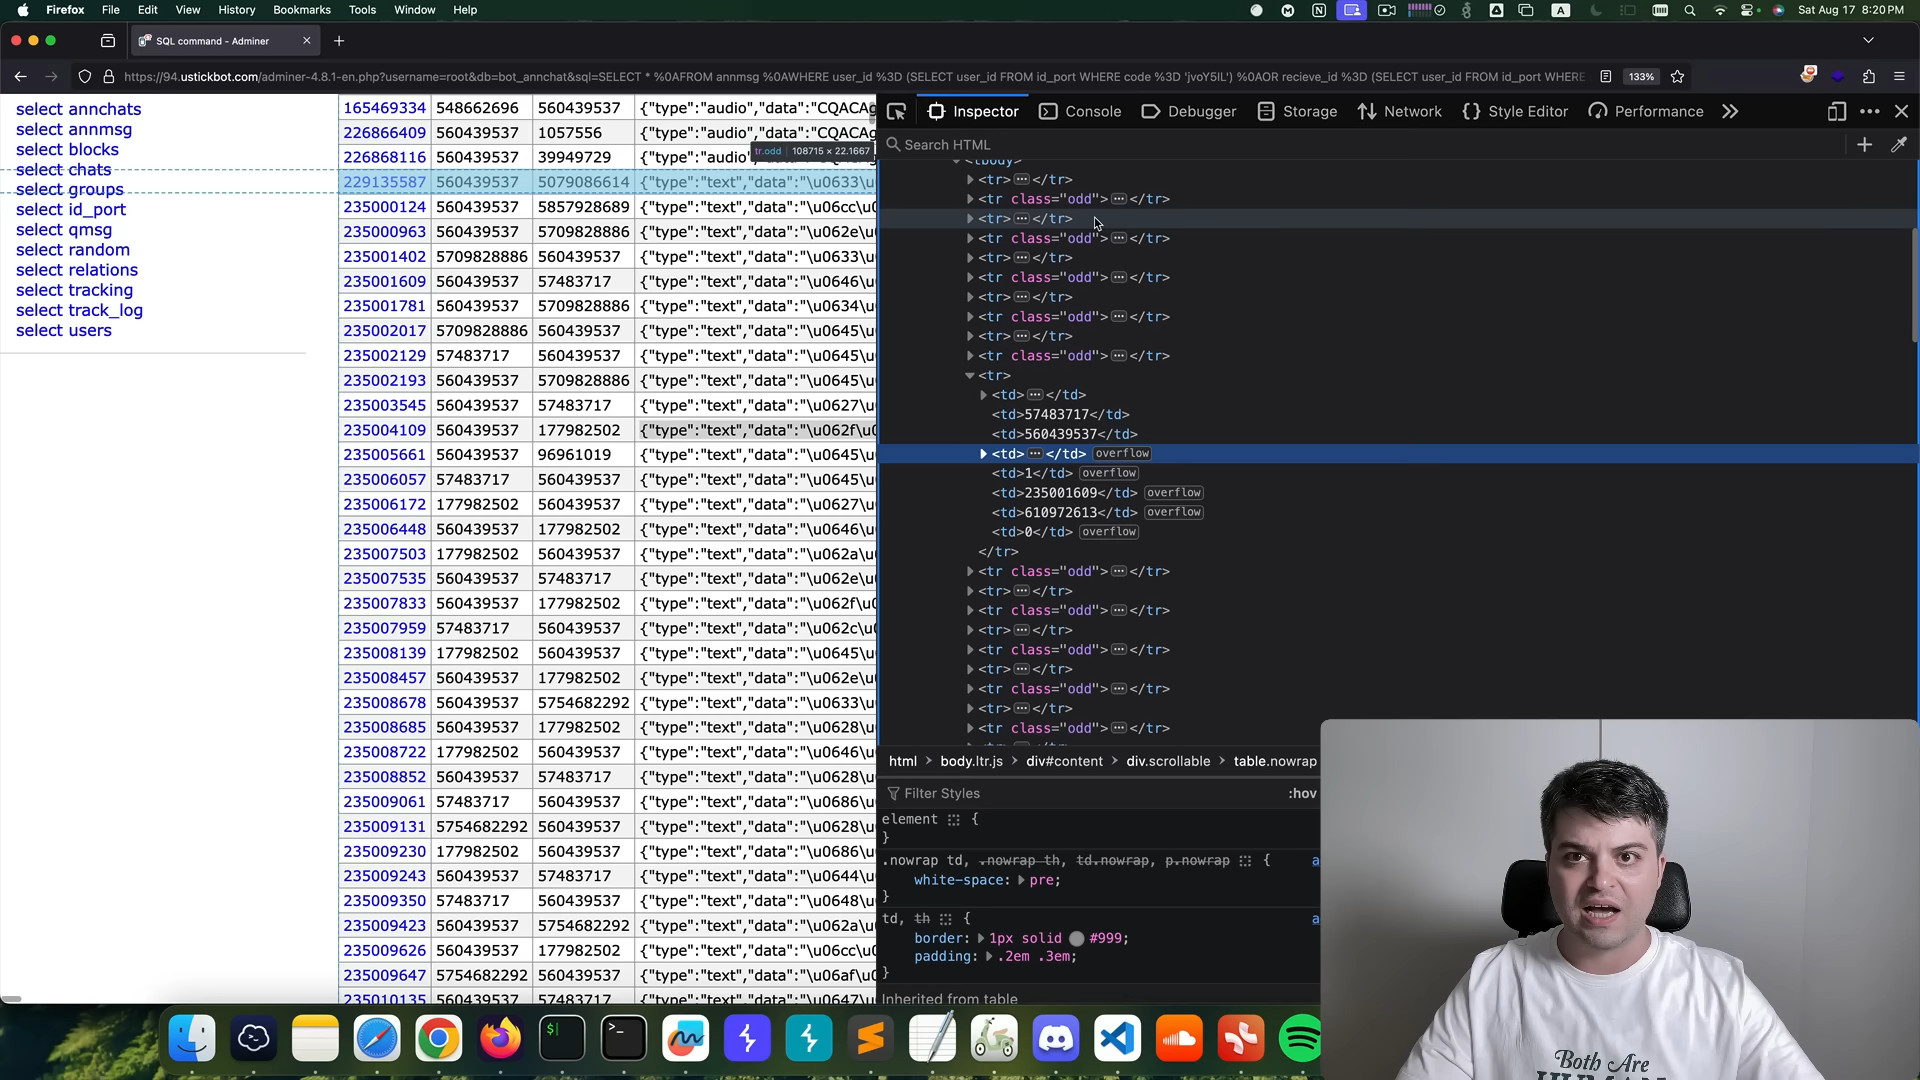 Firefox File Edit View History Bookmarks Tools Window Help
A
Sat Aug 17 8:20 PM
SQL command - Adminer
https://94.ustickbot.com/adminer-4.8.1-en.php?username=root&db=bot_annchat&sql=SELECT * %0AFROM annmsg %0AWHERE user_id %3D (SELECT user_id FROM id_port WHERE code %3D 'jvoY5lL') %0AOR recieve_id %3D (SELECT user_id FROM id_port WHERE
133%
select annchats
select annmsg
select blocks
select chats
select groups
select id_port
select qmsg
select random
select relations
select tracking
select track_log
select users
165469334 548662696 560439537 {"type":"audio","data":"CQACAg
226866409 560439537 1057556 {"type":"audio","data":"CQACAg
226868116 560439537 39949729 {"type":"audio"
tr.odd 108715 × 22.1667
229135587 560439537 5079086614 {"type":"text","data":"\u0633\u0
235000124 560439537 5857928689 {"type":"text","data":"\u06cc\u0
235000963 560439537 5709828886 {"type":"text","data":"\u062e\u
235001402 5709828886 560439537 {"type":"text","data":"\u0633\u
235001609 560439537 57483717 {"type":"text","data":"\u0646\u
235001781 560439537 5709828886 {"type":"text","data":"\u0634\u
235002017 5709828886 560439537 {"type":"text","data":"\u0645\u
235002129 57483717 560439537 {"type":"text","data":"\u0645\u
235002193 560439537 5709828886 {"type":"text","data":"\u0645\u
235003545 560439537 57483717 {"type":"text","data":"\u0627\u
235004109 560439537 177982502 {"type":"text","data":"\u062f\u0
235005661 560439537 96961019 {"type":"text","data":"\u0645\u
235006057 57483717 560439537 {"type":"text","data":"\u0645\u
235006172 177982502 560439537 {"type":"text","data":"\u0627\u
235006448 560439537 177982502 {"type":"text","data":"\u0646\u
235007503 177982502 560439537 {"type":"text","data":"\u062a\u
235007535 560439537 57483717 {"type":"text","data":"\u062e\u
235007833 560439537 177982502 {"type":"text","data":"\u062f\u0
235007959 57483717 560439537 {"type":"text","data":"\u062c\u0
235008139 177982502 560439537 {"type":"text","data":"\u0645\u
235008457 560439537 177982502 {"type":"text","data":"\u062e\u
235008678 560439537 5754682292 {"type":"text","data":"\u0633\u
235008685 560439537 177982502 {"type":"text","data":"\u0628\u
235008722 177982502 560439537 {"type":"text","data":"\u0646\u
235008852 560439537 57483717 {"type":"text","data":"\u0628\u
235009061 57483717 560439537 {"type":"text","data":"\u0686\u
235009131 5754682292 560439537 {"type":"text","data":"\u0628\u
235009230 177982502 560439537 {"type":"text","data":"\u0686\u
235009243 560439537 57483717 {"type":"text","data":"\u0644\u
235009350 57483717 560439537 {"type":"text","data":"\u0648\u
235009423 560439537 5754682292 {"type":"text","data":"\u062a\u
235009626 560439537 177982502 {"type":"text","data":"\u06cc\u0
235009647 5754682292 560439537 {"type":"text","data":"\u06af\u0
235010135 560439537 57483717 {"type":"text","data":"\u0647\u
Inspector Console Debugger Storage Network Style Editor Performance
Search HTML
<tbody>
<tr> </tr>
<tr class="odd"> </tr>
<tr> </tr>
<tr class="odd"> </tr>
<tr> </tr>
<tr class="odd"> </tr>
<tr> </tr>
<tr class="odd"> </tr>
<tr> </tr>
<tr class="odd"> </tr>
<tr>
<td> </td>
<td>57483717</td>
<td>560439537</td>
<td> </td> overflow
<td>1</td> overflow
<td>235001609</td> overflow
<td>610972613</td> overflow
<td>0</td> overflow
</tr>
<tr class="odd"> </tr>
<tr> </tr>
<tr class="odd"> </tr>
<tr> </tr>
<tr class="odd"> </tr>
<tr> </tr>
<tr class="odd"> </tr>
<tr> </tr>
<tr class="odd"> </tr>
html > body.ltr.js > div#content > div.scrollable > table.nowrap
Filter Styles :hov
element {
}
.nowrap td, .nowrap th, td.nowrap, p.nowrap { a
white-space: pre;
}
td, th { a
border: 1px solid #999;
padding: .2em .3em;
}
Inherited from table
Both Are